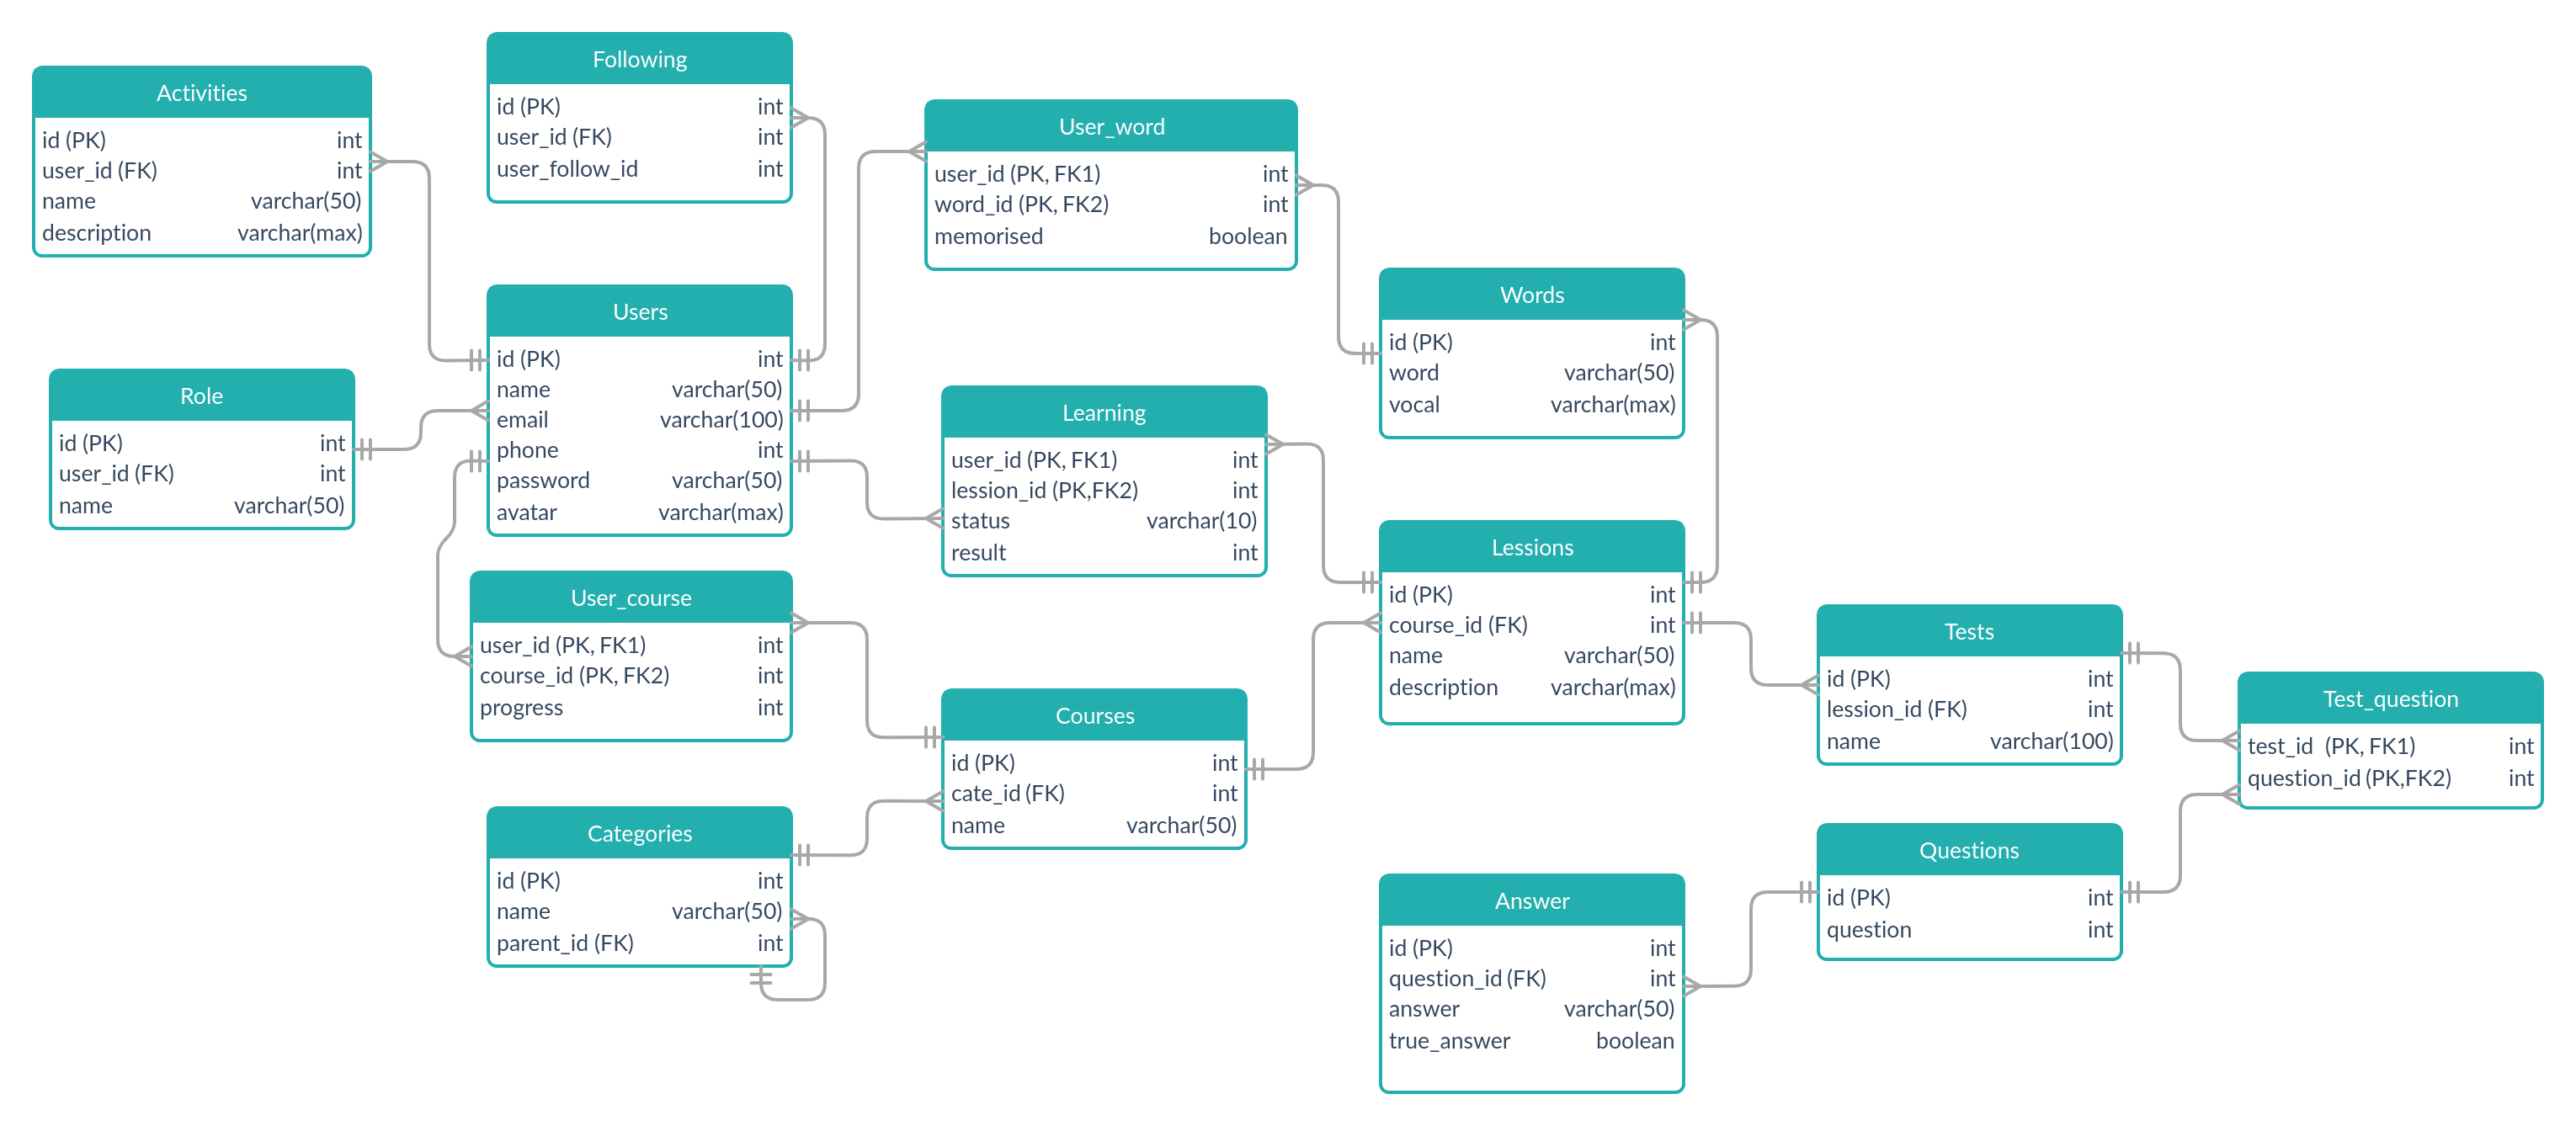 Activities
id (PK) int
user_id (FK) int
name varchar(50)
description varchar(max)
Following
id (PK) int
user_id (FK) int
user_follow_id int
User_word
user_id (PK, FK1) int
word_id (PK, FK2) int
memorised boolean
Words
id (PK) int
word varchar(50)
vocal varchar(max)
Role
id (PK) int
user_id (FK) int
name varchar(50)
Users
id (PK) int
name varchar(50)
email varchar(100)
phone int
password varchar(50)
avatar varchar(max)
Learning
user_id (PK, FK1) int
lession_id (PK,FK2) int
status varchar(10)
result int
Lessions
id (PK) int
course_id (FK) int
name varchar(50)
description varchar(max)
User_course
user_id (PK, FK1) int
course_id (PK, FK2) int
progress int
Courses
id (PK) int
cate_id (FK) int
name varchar(50)
Tests
id (PK) int
lession_id (FK) int
name varchar(100)
Test_question
test_id (PK, FK1) int
question_id (PK,FK2) int
Categories
id (PK) int
name varchar(50)
parent_id (FK) int
Answer
id (PK) int
question_id (FK) int
answer varchar(50)
true_answer boolean
Questions
id (PK) int
question int